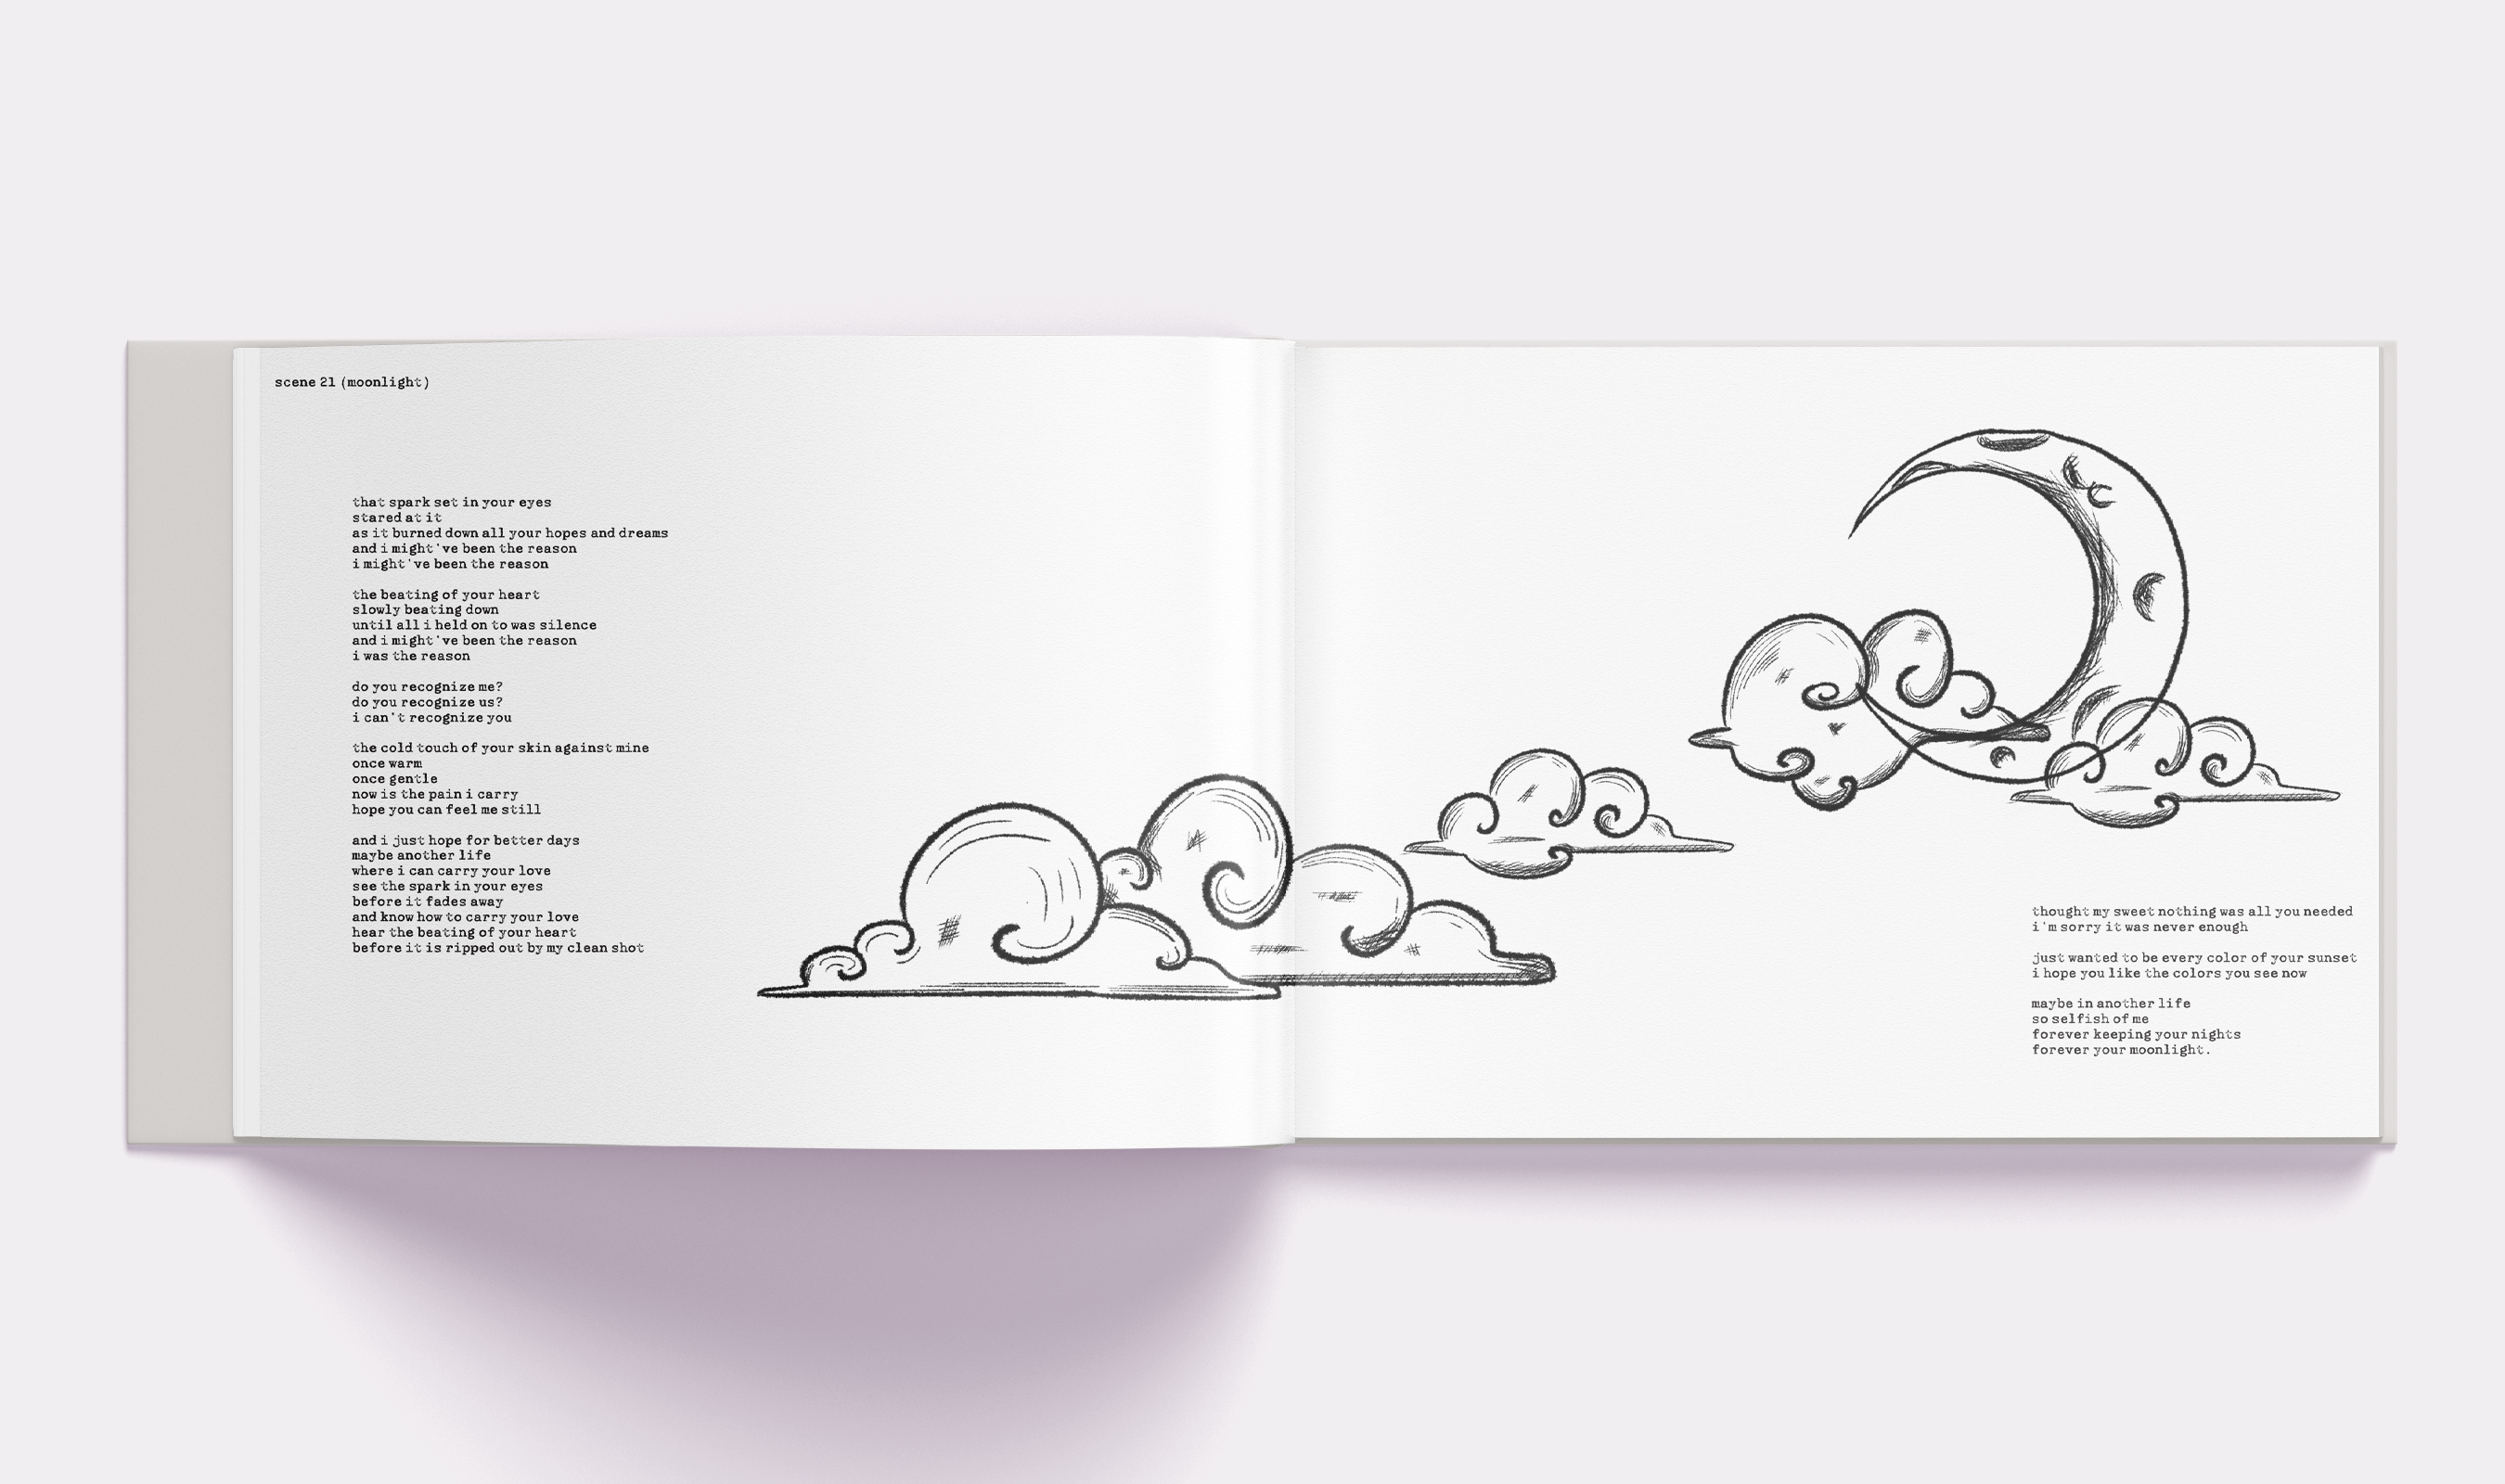 scene 21 (moonlight)
that spark set in your eyes
stared at it
as it burned down all your hopes and dreams
and i might've been the reason
i might've been the reason
the beating of your heart
slowly beating down
until all i held on to was silence
and i might've been the reason
i was the reason
do you recognize me?
do you recognize us?
i can't recognize you
the cold touch of your skin against mine
once warm
once gentle
now is the pain i carry
hope you can feel me still
and i just hope for better days
maybe another life
where i can carry your love
see the spark in your eyes
before it fades away
and know how to carry your love
hear the beating of your heart
before it is ripped out by my clean shot
thought my sweet nothing was all you needed
i'm sorry it was never enough
just wanted to be every color of your sunset
i hope you like the colors you see now
maybe in another life
so selfish of me
forever keeping your nights
forever your moonlight.